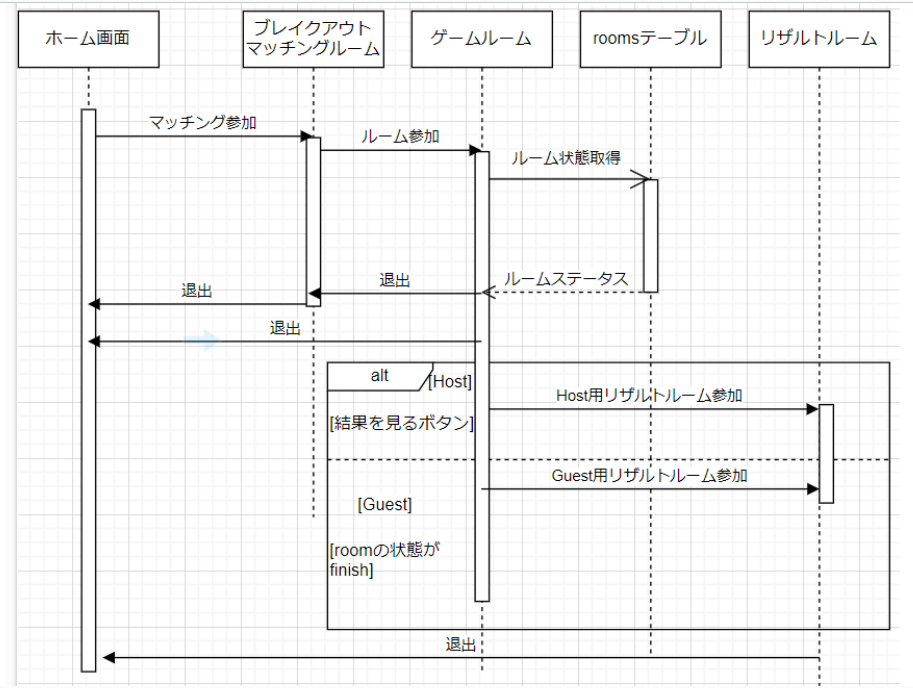 ホーム画面
ブレイクアウト
マッチングルーム
ゲームルーム
roomsテーブル
リザルトルーム
マッチング参加
ルーム参加
ルーム状態取得
ルームステータス
退出
退出
退出
alt
[Host]
Host用リザルトルーム参加
[結果を見るボタン]
Guest用リザルトルーム参加
[Guest]
[roomの状態が
finish]
退出